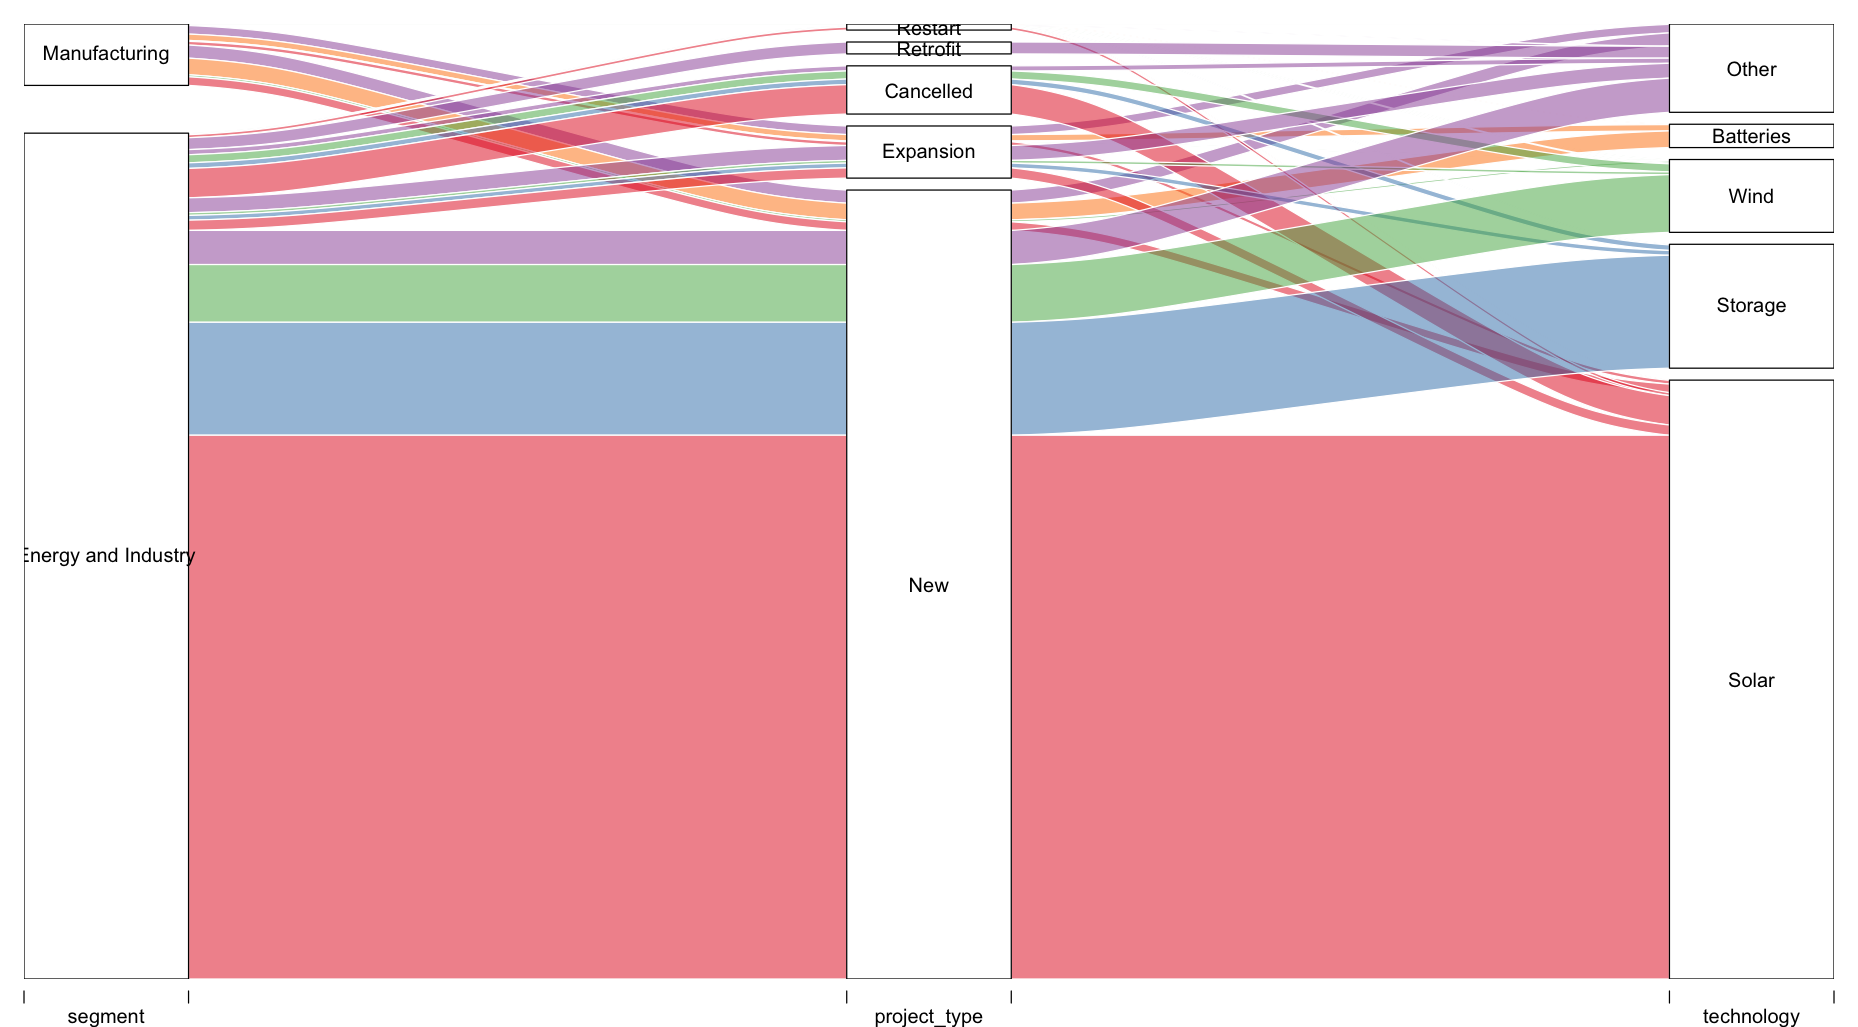 Manufacturing
Energy and Industry
Restart
Retrofit
Cancelled
Expansion
New
Other
Batteries
Wind
Storage
Solar
segment
project_type
technology